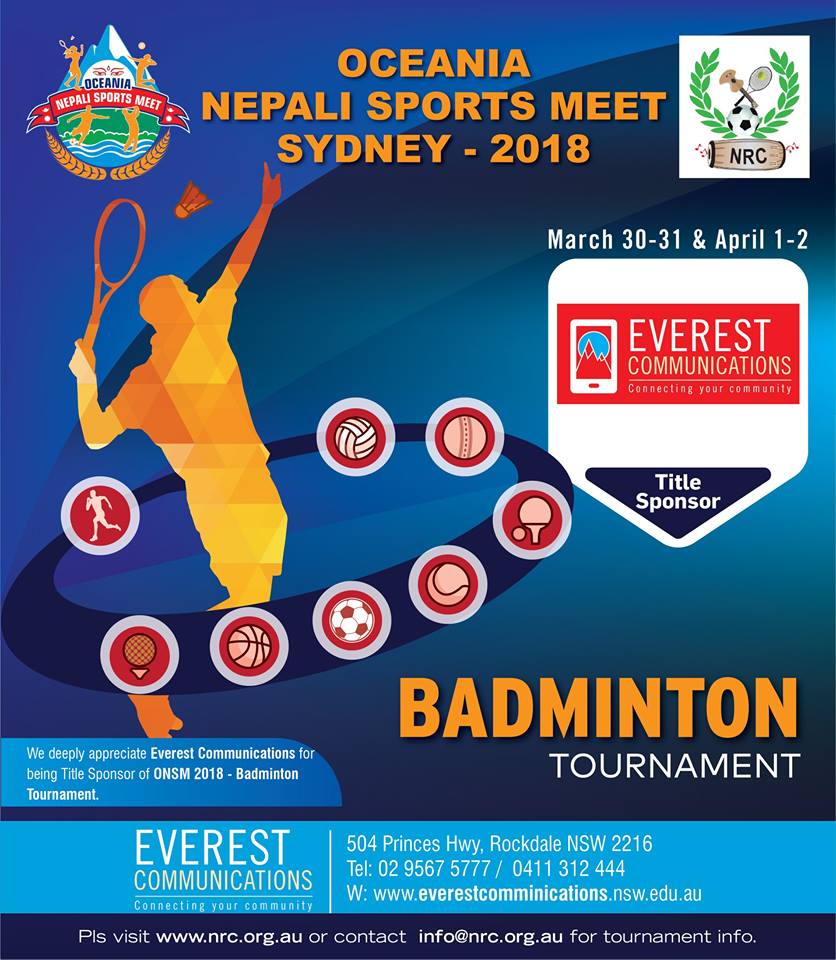 OCEANIA
NEPALI SPORTS MEET
OCEANIA
NEPALI SPORTS MEET
SYDNEY - 2018
NRC
March 30-31 & April 1-2
EVEREST
COMMUNICATIONS
Connecting your community
Title
Sponsor
BADMINTON
TOURNAMENT
We deeply appreciate Everest Communications for
being Title Sponsor of ONSM 2018 - Badminton
Tournament.
EVEREST
COMMUNICATIONS
Connecting your community
504 Princes Hwy, Rockdale NSW 2216
Tel: 02 9567 5777 / 0411 312 444
W: www.everestcomminications.nsw.edu.au
Pls visit www.nrc.org.au or contact info@nrc.org.au for tournament info.